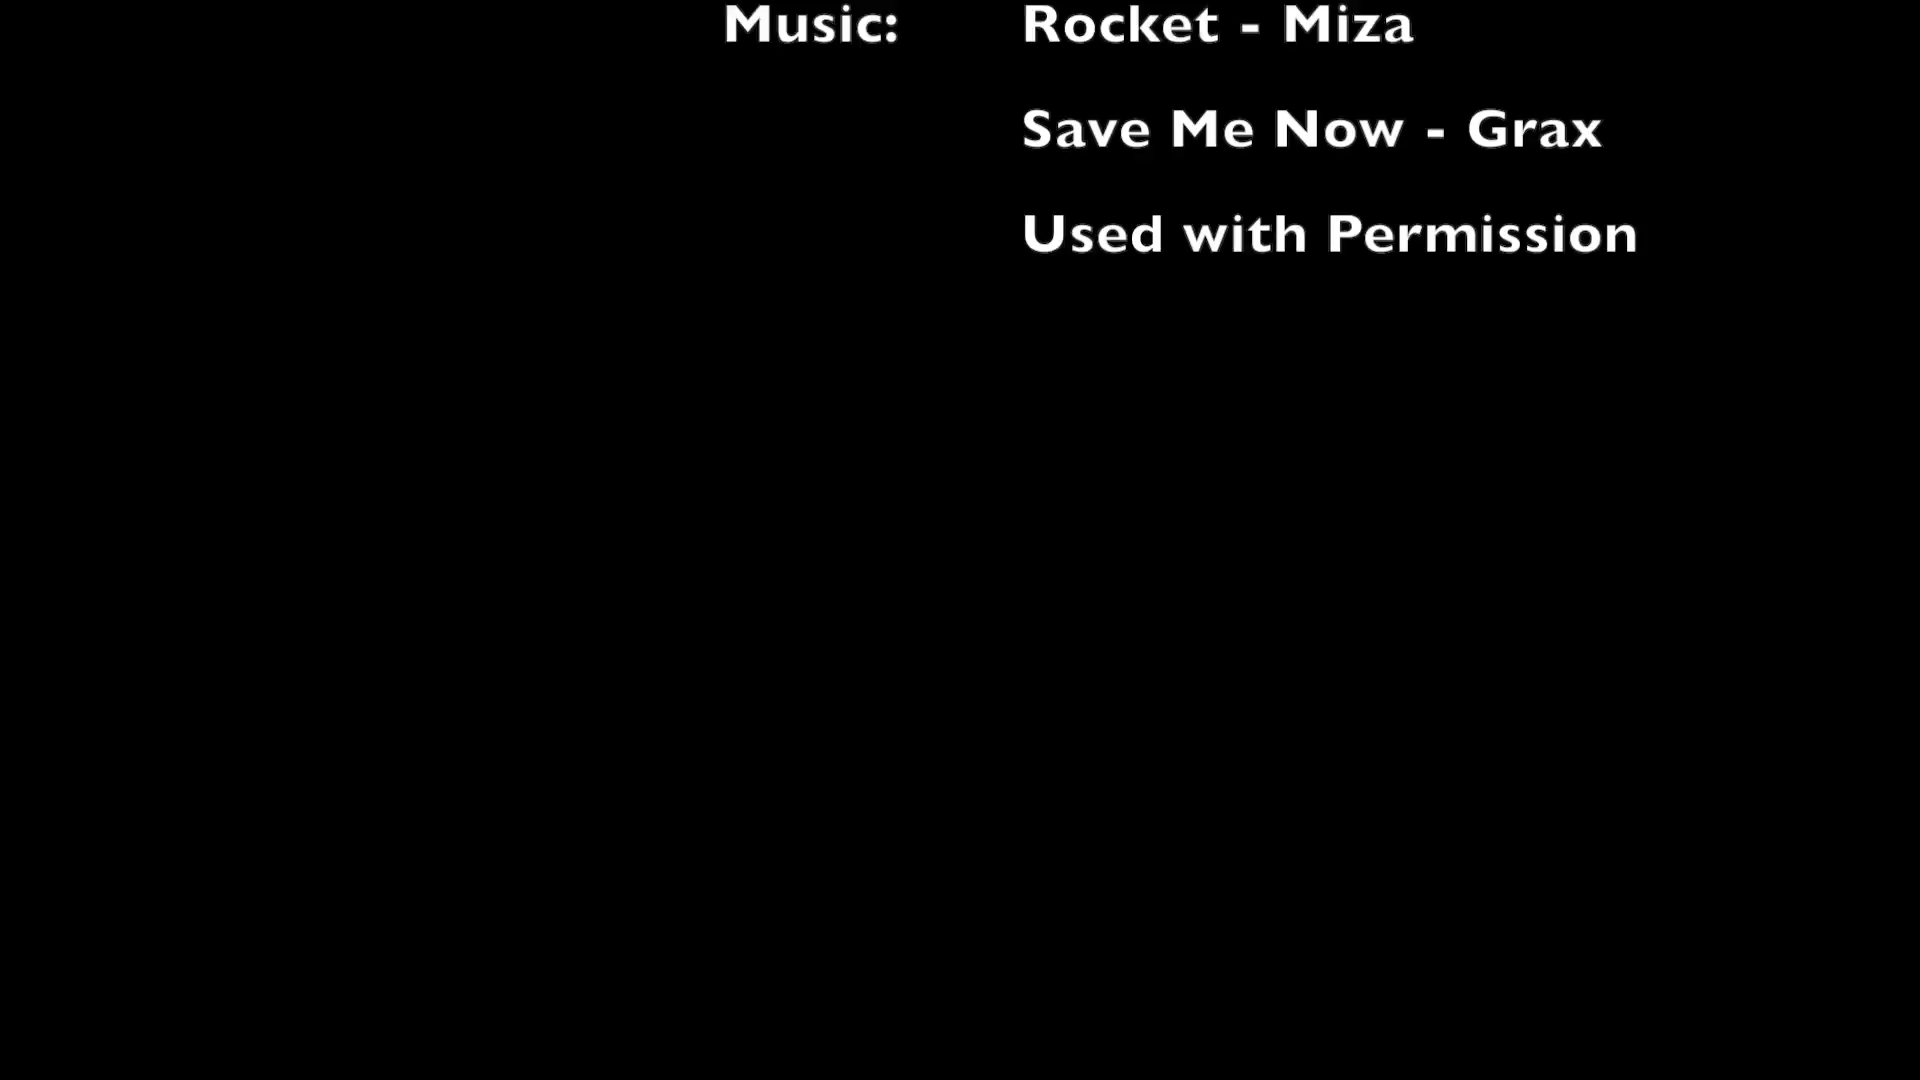 Music: Rocket - Miza
Save Me Now - Grax
Used with Permission